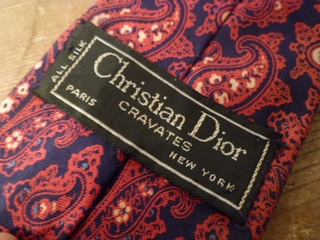 ALL SILK
Christian Dior
CRAVATES
PARIS
NEW YORK